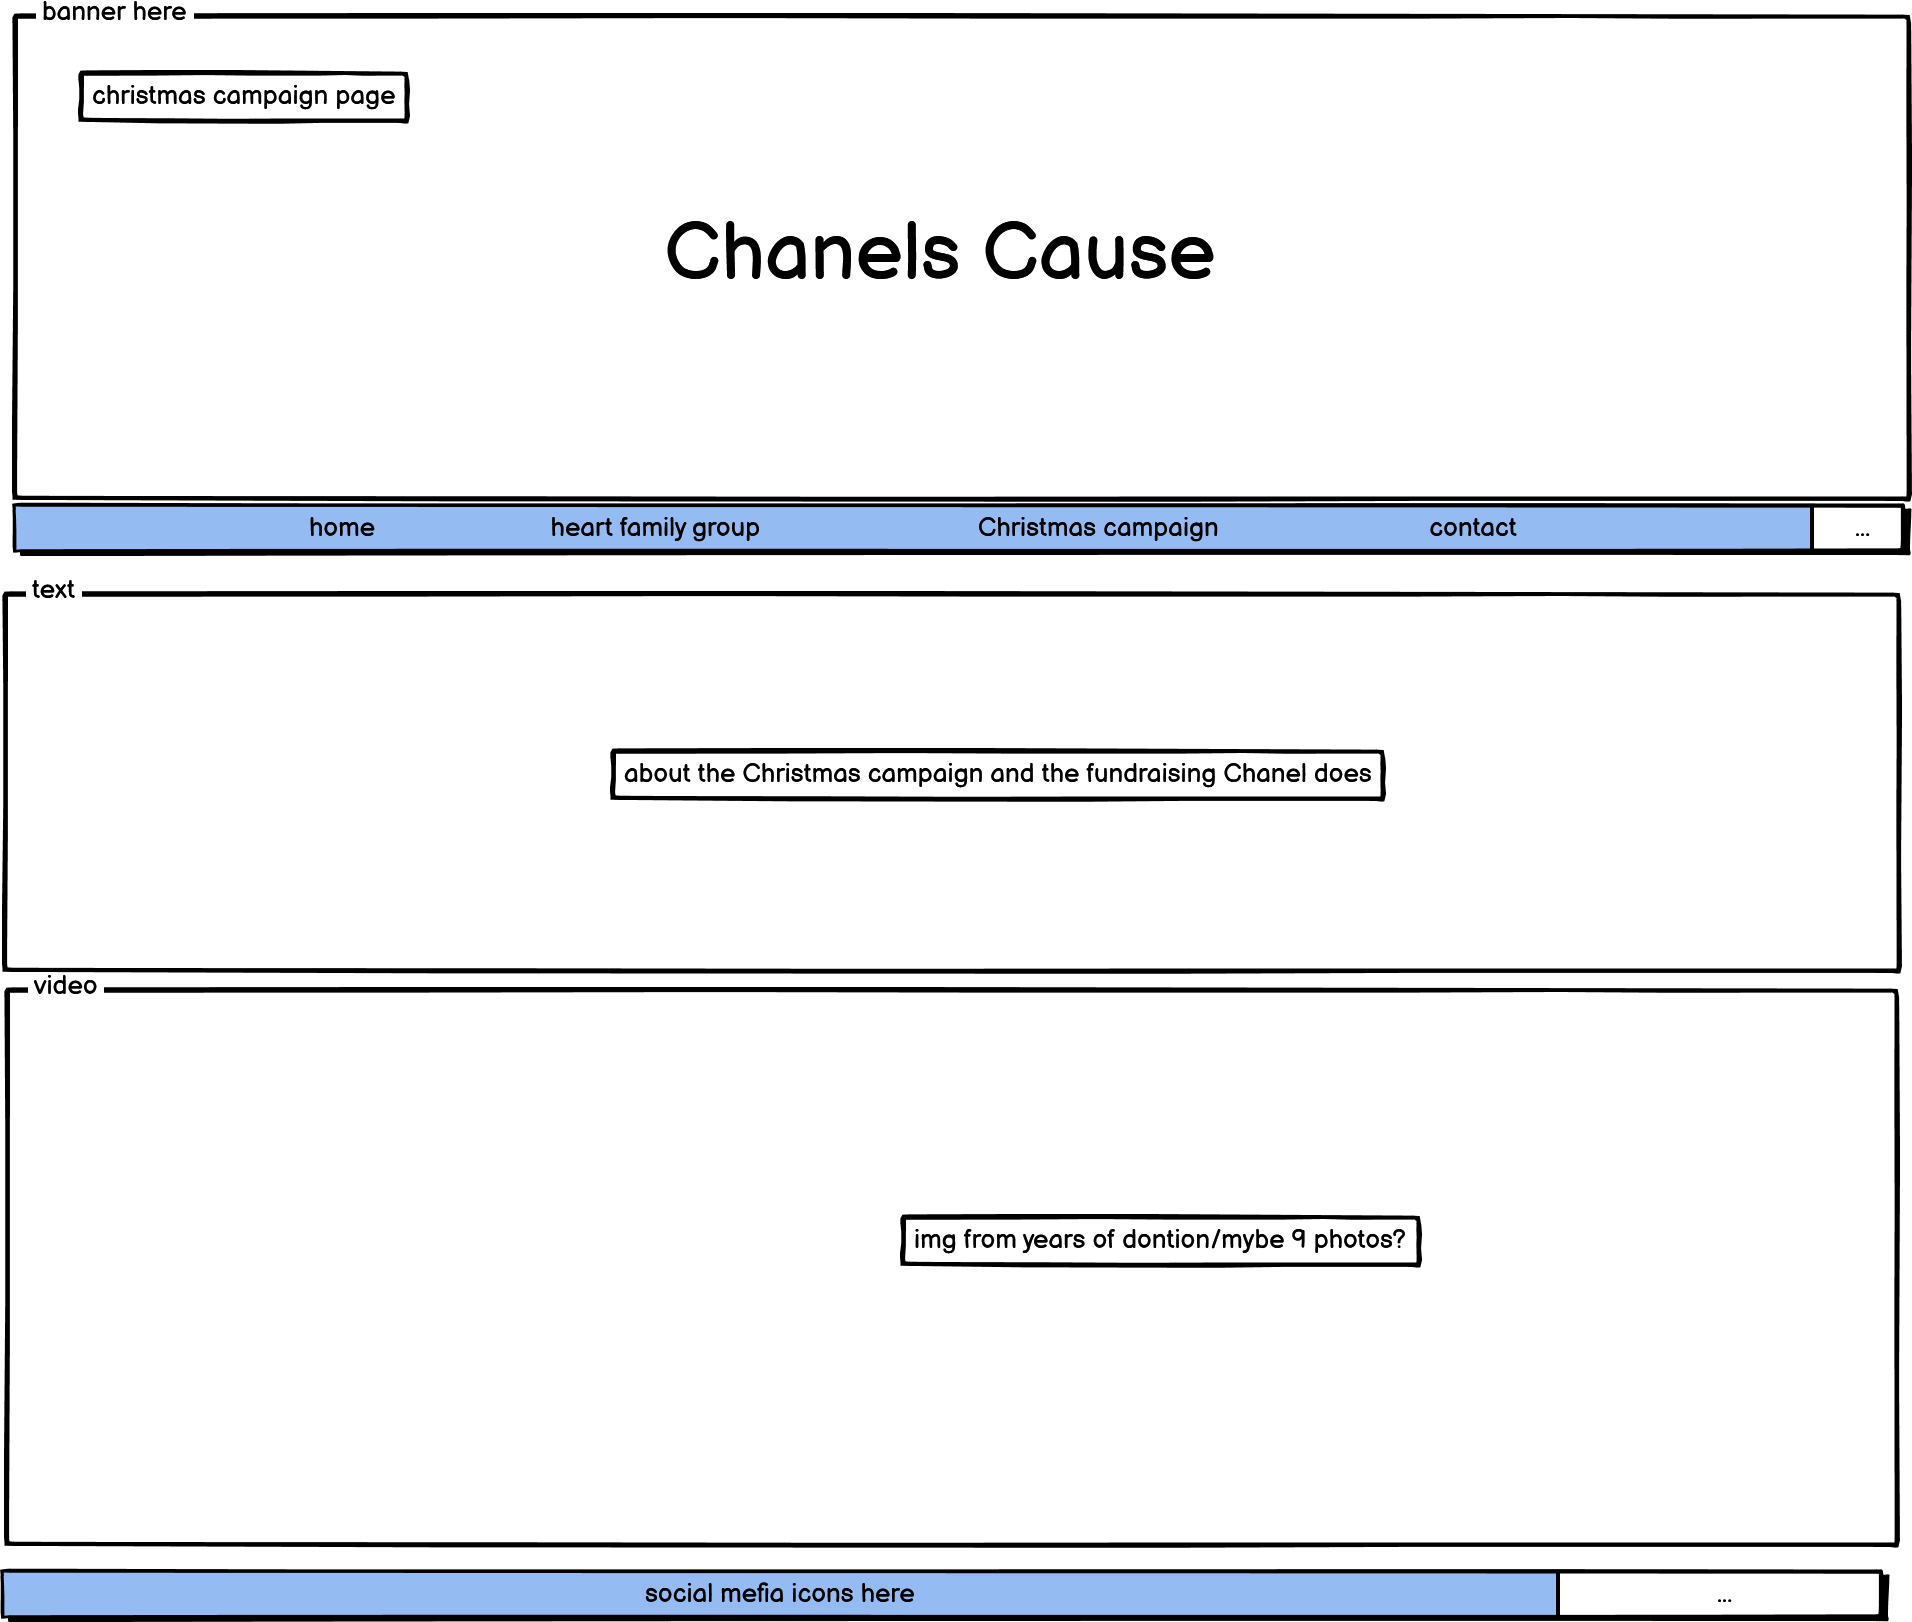 banner here
christmas campaign page
Chanels Cause
home heart family group Christmas campaign contact ...
text
about the Christmas campaign and the fundraising Chanel does
video
img from years of dontion/mybe 9 photos?
social mefia icons here ...